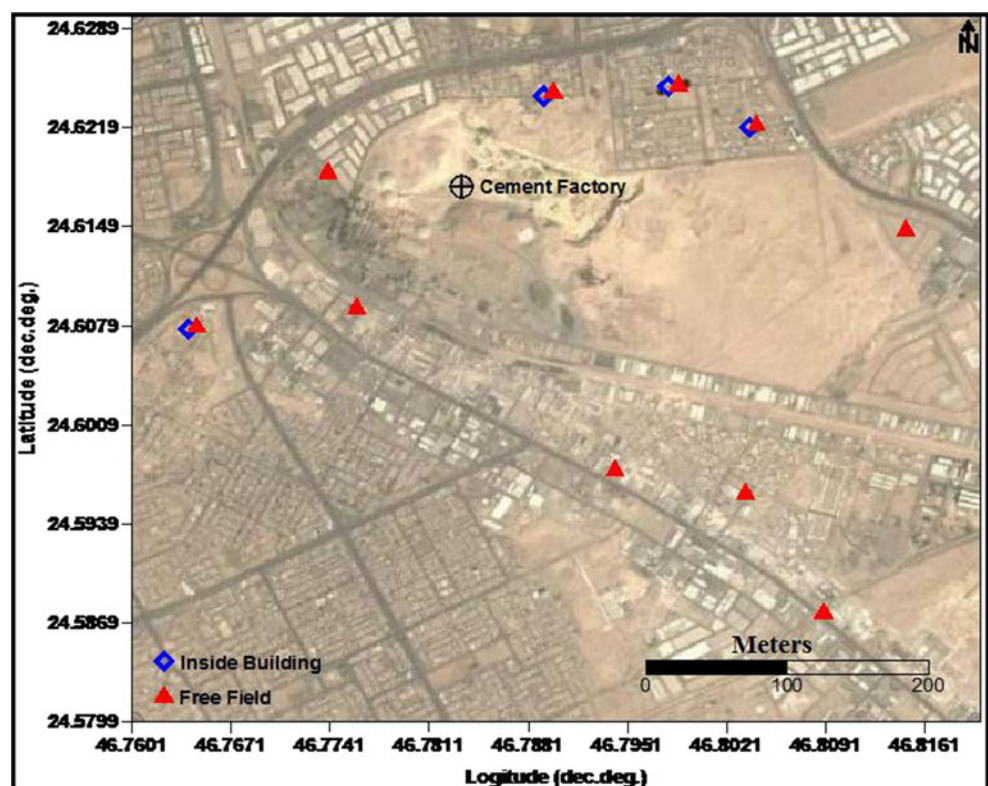 24.6289
N
24.6219
Cement Factory
24.6149
24.6079
24.6009
24.5939
24.5869
24.5799
Latitude (dec.deg.)
Inside Building
Free Field
Meters
0 100 200
46.7601 46.7671 46.7741 46.7811 46.7881 46.7951 46.8021 46.8091 46.8161
Logitude (dec.deg.)